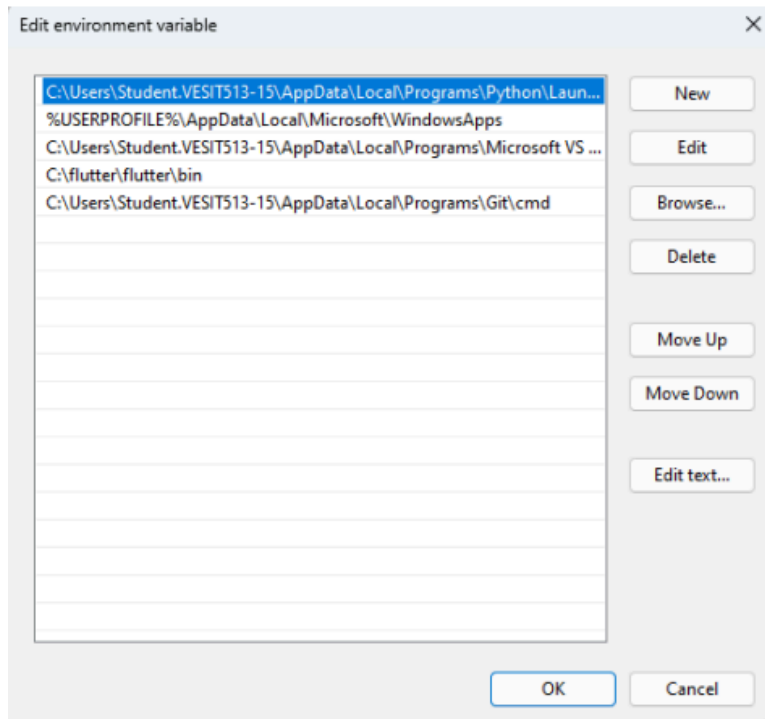 Edit environment variable
C:\Users\Student.VESIT513-15\AppData\Local\Programs\Python\Laun...
%USERPROFILE%\AppData\Local\Microsoft\WindowsApps
C:\Users\Student.VESIT513-15\AppData\Local\Programs\Microsoft VS ...
C:\flutter\flutter\bin
C:\Users\Student.VESIT513-15\AppData\Local\Programs\Git\cmd
New
Edit
Browse...
Delete
Move Up
Move Down
Edit text...
OK
Cancel